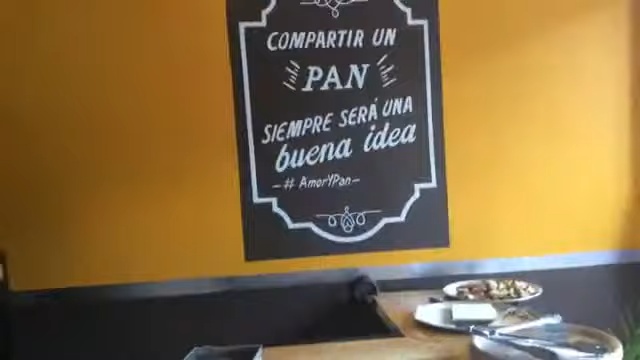 COMPARTIR UN
PAN
SIEMPRE SERÁ UNA
buena idea
-# AmorYPan-